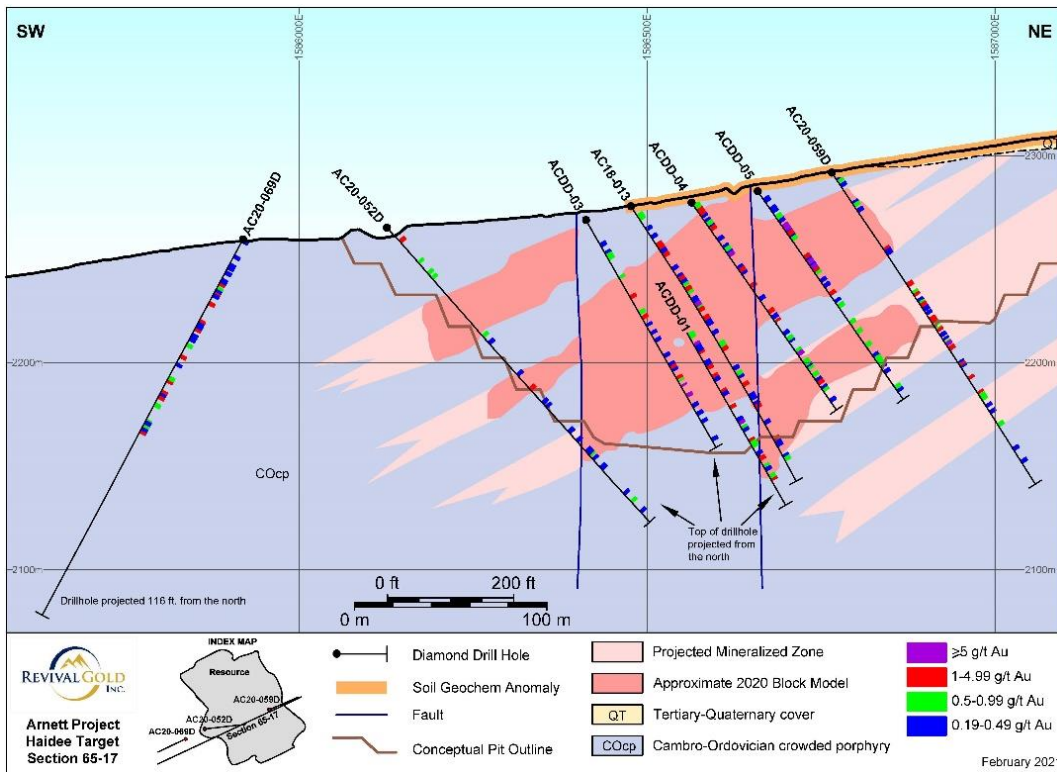 SW
NE
1586000E
1586500E
1587000E
AC20-069D
AC20-052D
ACDD-03
AC18-013
ACDD-04
ACDD-05
AC20-059D
ACDD-01
QT
2300m
2200m
2200m
2100m
2100m
COcp
Top of drillhole
projected from
the north
Drillhole projected 116 ft. from the north
0 ft 200 ft
0 m 100 m
REVIVAL GOLD
INC.
Arnett Project
Haidee Target
Section 65-17
INDEX MAP
Resource
AC20-059D
AC20-052D
AC20-069D
Section 65-17
Diamond Drill Hole
Soil Geochem Anomaly
Fault
Conceptual Pit Outline
Projected Mineralized Zone
Approximate 2020 Block Model
QT Tertiary-Quaternary cover
COcp Cambro-Ordovician crowded porphyry
≥5 g/t Au
1-4.99 g/t Au
0.5-0.99 g/t Au
0.19-0.49 g/t Au
February 202